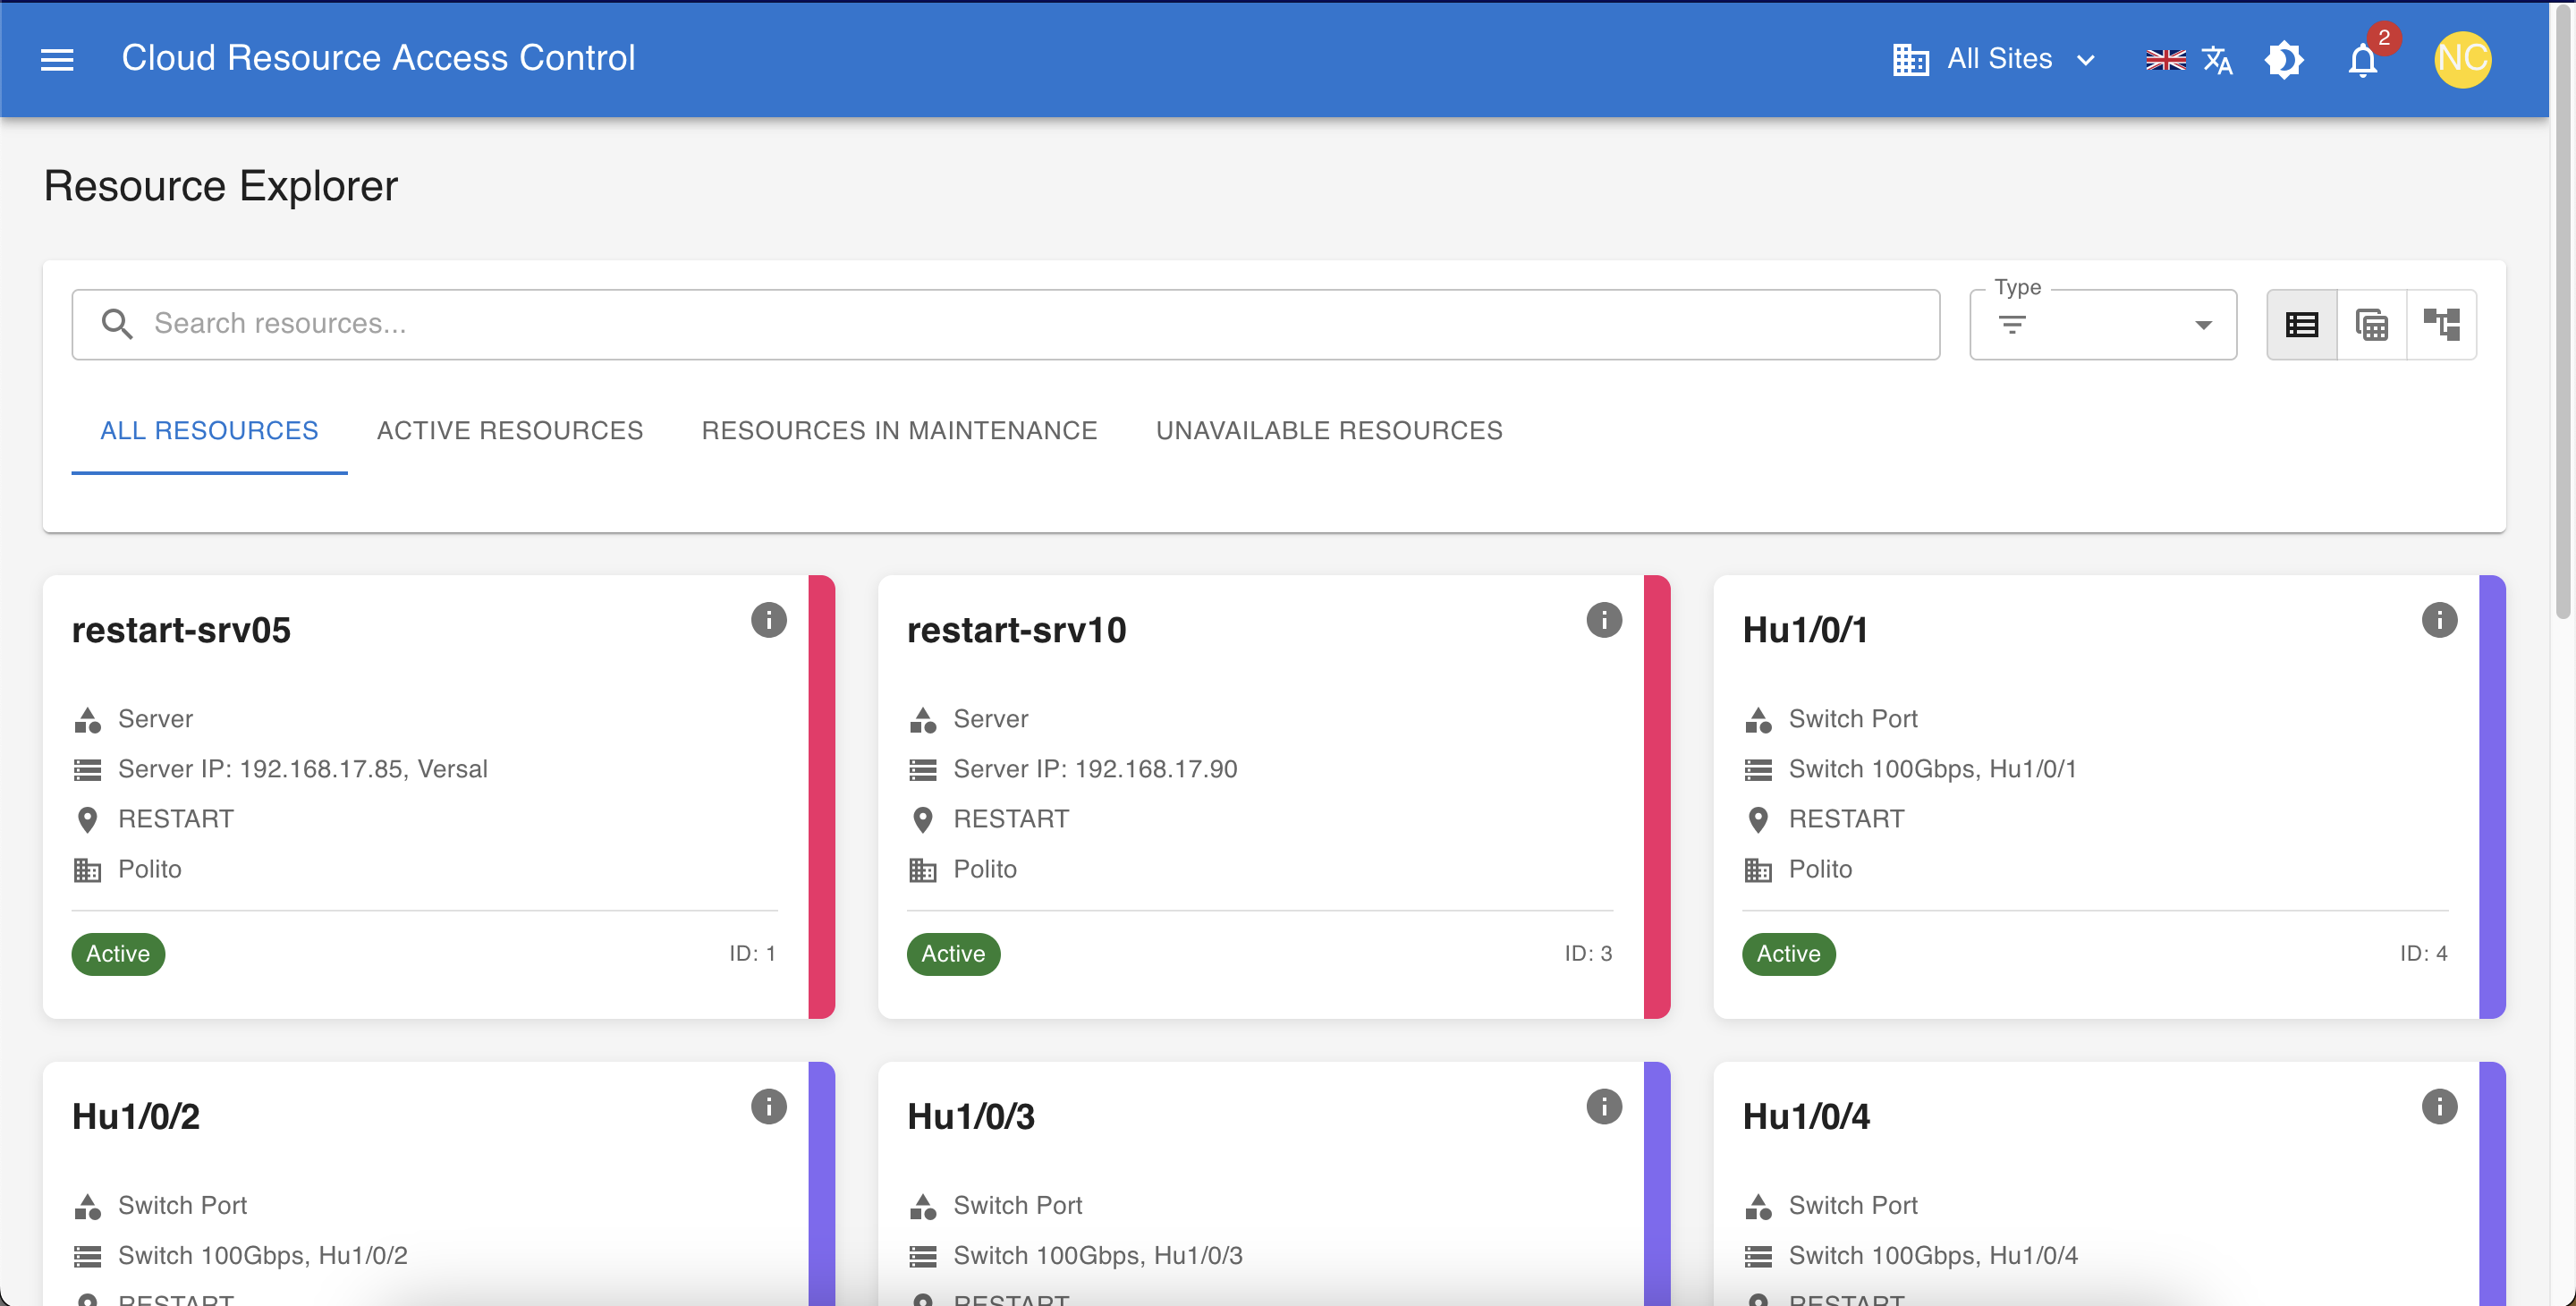 Cloud Resource Access Control
All Sites
2
NC
Resource Explorer
Search resources...
Type
ALL RESOURCES
ACTIVE RESOURCES
RESOURCES IN MAINTENANCE
UNAVAILABLE RESOURCES
restart-srv05
Server
Server IP: 192.168.17.85, Versal
RESTART
Polito
Active
ID: 1
restart-srv10
Server
Server IP: 192.168.17.90
RESTART
Polito
Active
ID: 3
Hu1/0/1
Switch Port
Switch 100Gbps, Hu1/0/1
RESTART
Polito
Active
ID: 4
Hu1/0/2
Switch Port
Switch 100Gbps, Hu1/0/2
RESTART
Hu1/0/3
Switch Port
Switch 100Gbps, Hu1/0/3
RESTART
Hu1/0/4
Switch Port
Switch 100Gbps, Hu1/0/4
RESTART